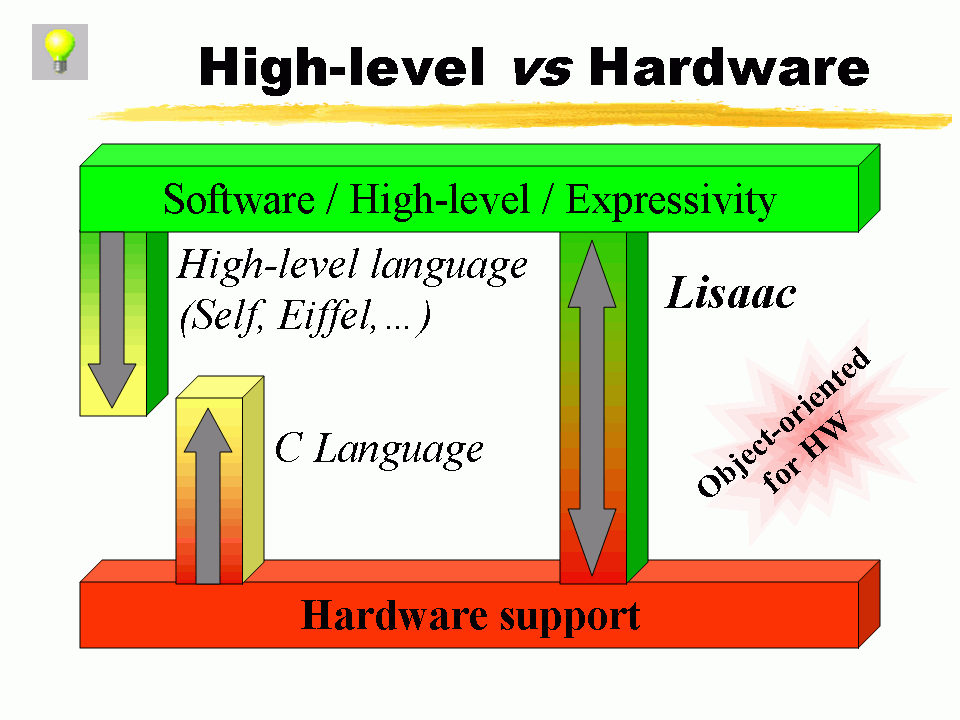 High-level vs Hardware
Software / High-level / Expressivity
High-level language
(Self, Eiffel,…)
Lisaac
C Language
Object-oriented
for HW
Hardware support